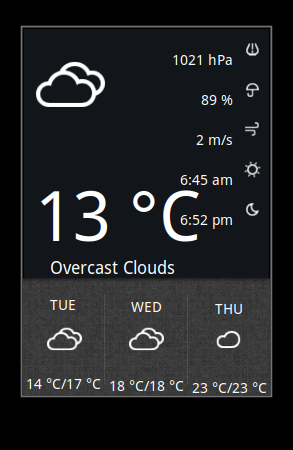 1021 hPa
89 %
2 m/s
6:45 am
13 °C
6:52 pm
Overcast Clouds
TUE WED THU
14 °C/17 °C 18 °C/18 °C 23 °C/23 °C